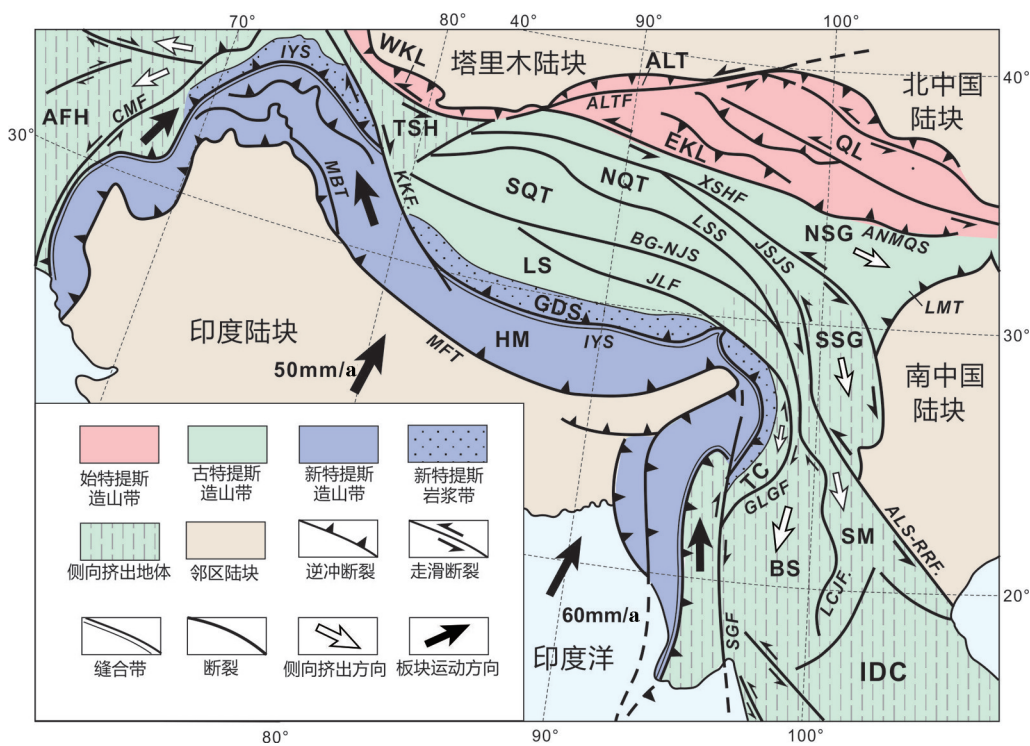 70°
80°
40°
90°
100°
IYS
WKL
塔里木陆块
ALT
40°
北中国
陆块
AFH
CMF
ALTF
30°
TSH
QL
EKL
MBT
KKF.
SQT
NQT
XSHF
LSS
JSJS
NSG
ANMQS
BG-NJS
LS
JLF
LMT
GDS
印度陆块
HM
IYS
SSG
30°
MFT
50mm/a
南中国
陆块
始特提斯
造山带
古特提斯
造山带
新特提斯
造山带
新特提斯
岩浆带
TC
GLGF
SM
ALS-RRF.
侧向挤出地体
邻区陆块
逆冲断裂
走滑断裂
BS
LCJF.
20°
60mm/a
SGF
印度洋
IDC
缝合带
断裂
侧向挤出方向
板块运动方向
80°
90°
100°